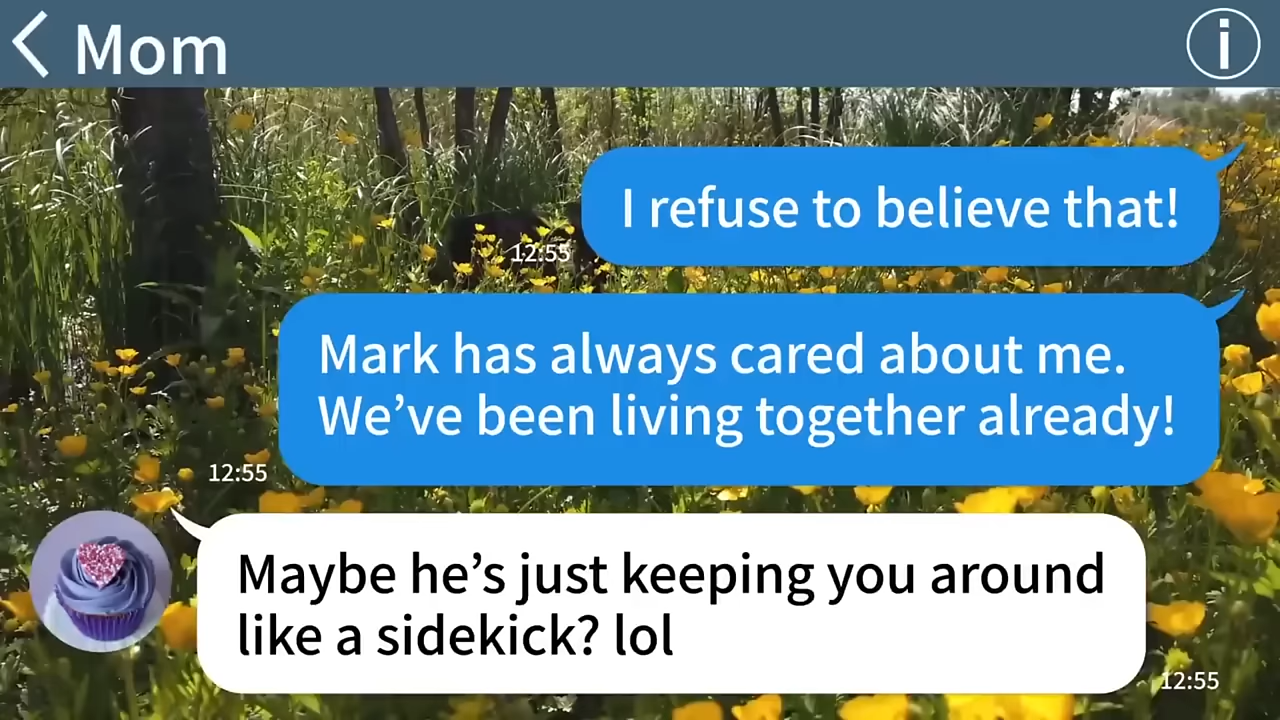 Mom
I refuse to believe that!
12:55
Mark has always cared about me.
We’ve been living together already!
12:55
Maybe he’s just keeping you around
like a sidekick? lol
12:55